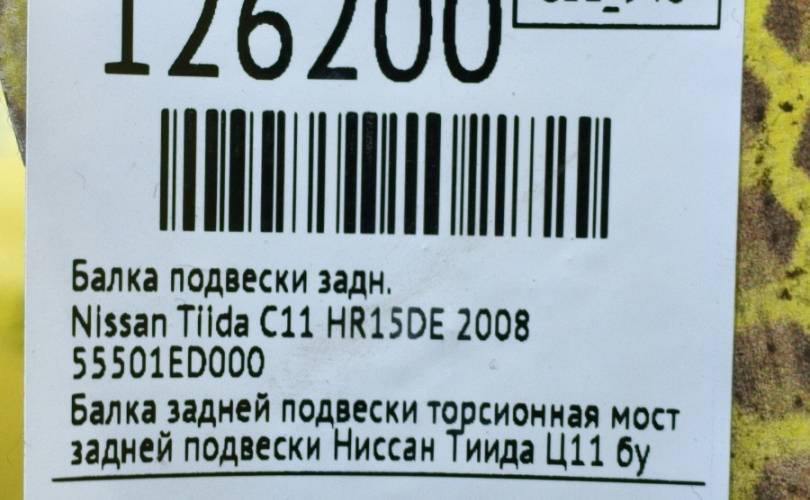 126200
Балка подвески задн.
Nissan Tiida C11 HR15DE 2008
55501ED000
Балка задней подвески торсионная мост
задней подвески Ниссан Тиида Ц11 бу